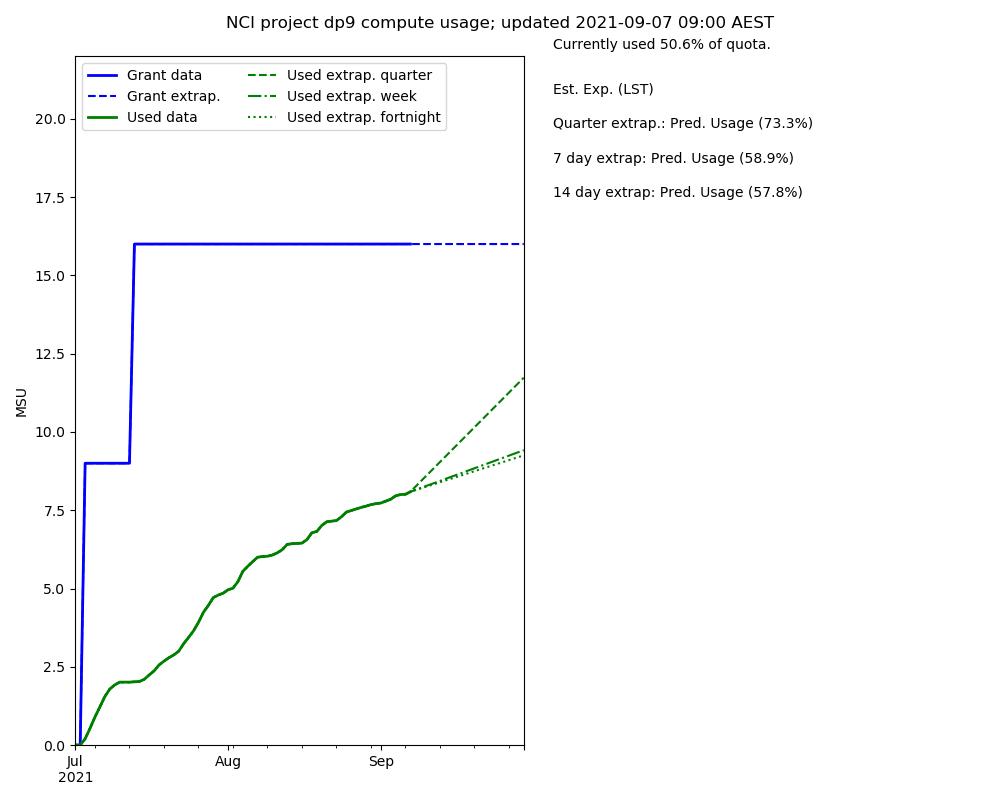 NCI project dp9 compute usage; updated 2021-09-07 09:00 AEST
Currently used 50.6% of quota.
Est. Exp. (LST)
Quarter extrap.: Pred. Usage (73.3%)
7 day extrap: Pred. Usage (58.9%)
14 day extrap: Pred. Usage (57.8%)
Grant data
Grant extrap.
Used data
Used extrap. quarter
Used extrap. week
Used extrap. fortnight
MSU
20.0
17.5
15.0
12.5
10.0
7.5
5.0
2.5
0.0
Jul
2021
Aug
Sep